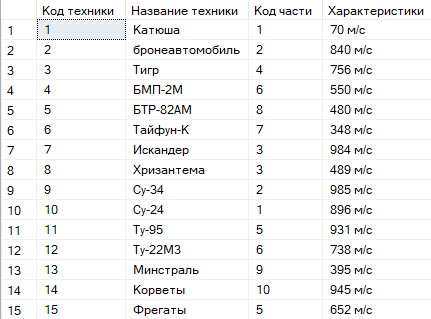 Код техники Название техники Код части Характеристики
1 1 Катюша 1 70 м/с
2 2 бронеавтомобиль 2 840 м/с
3 3 Тигр 4 756 м/с
4 4 БМП-2М 6 550 м/с
5 5 БТР-82АМ 8 480 м/с
6 6 Тайфун-К 7 348 м/с
7 7 Искандер 3 984 м/с
8 8 Хризантема 3 489 м/с
9 9 Су-34 2 985 м/с
10 10 Су-24 1 896 м/с
11 11 Ту-95 5 931 м/с
12 12 Ту-22М3 6 738 м/с
13 13 Минстраль 9 395 м/с
14 14 Корветы 10 945 м/с
15 15 Фрегаты 5 652 м/с